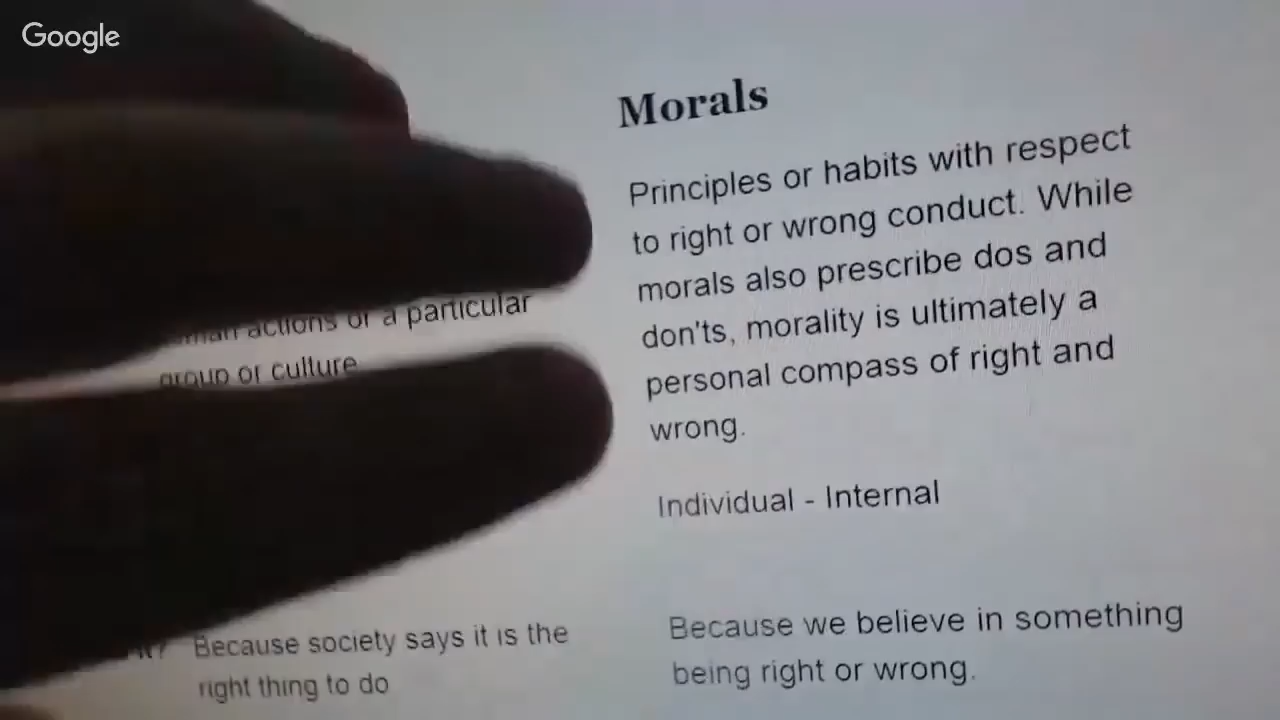 Google
Morals
Principles or habits with respect
to right or wrong conduct. While
morals also prescribe dos and
don'ts, morality is ultimately a
personal compass of right and
wrong.
Individual - Internal
Because we believe in something
being right or wrong.
actions of a particular
group or culture
Because society says it is the
right thing to do